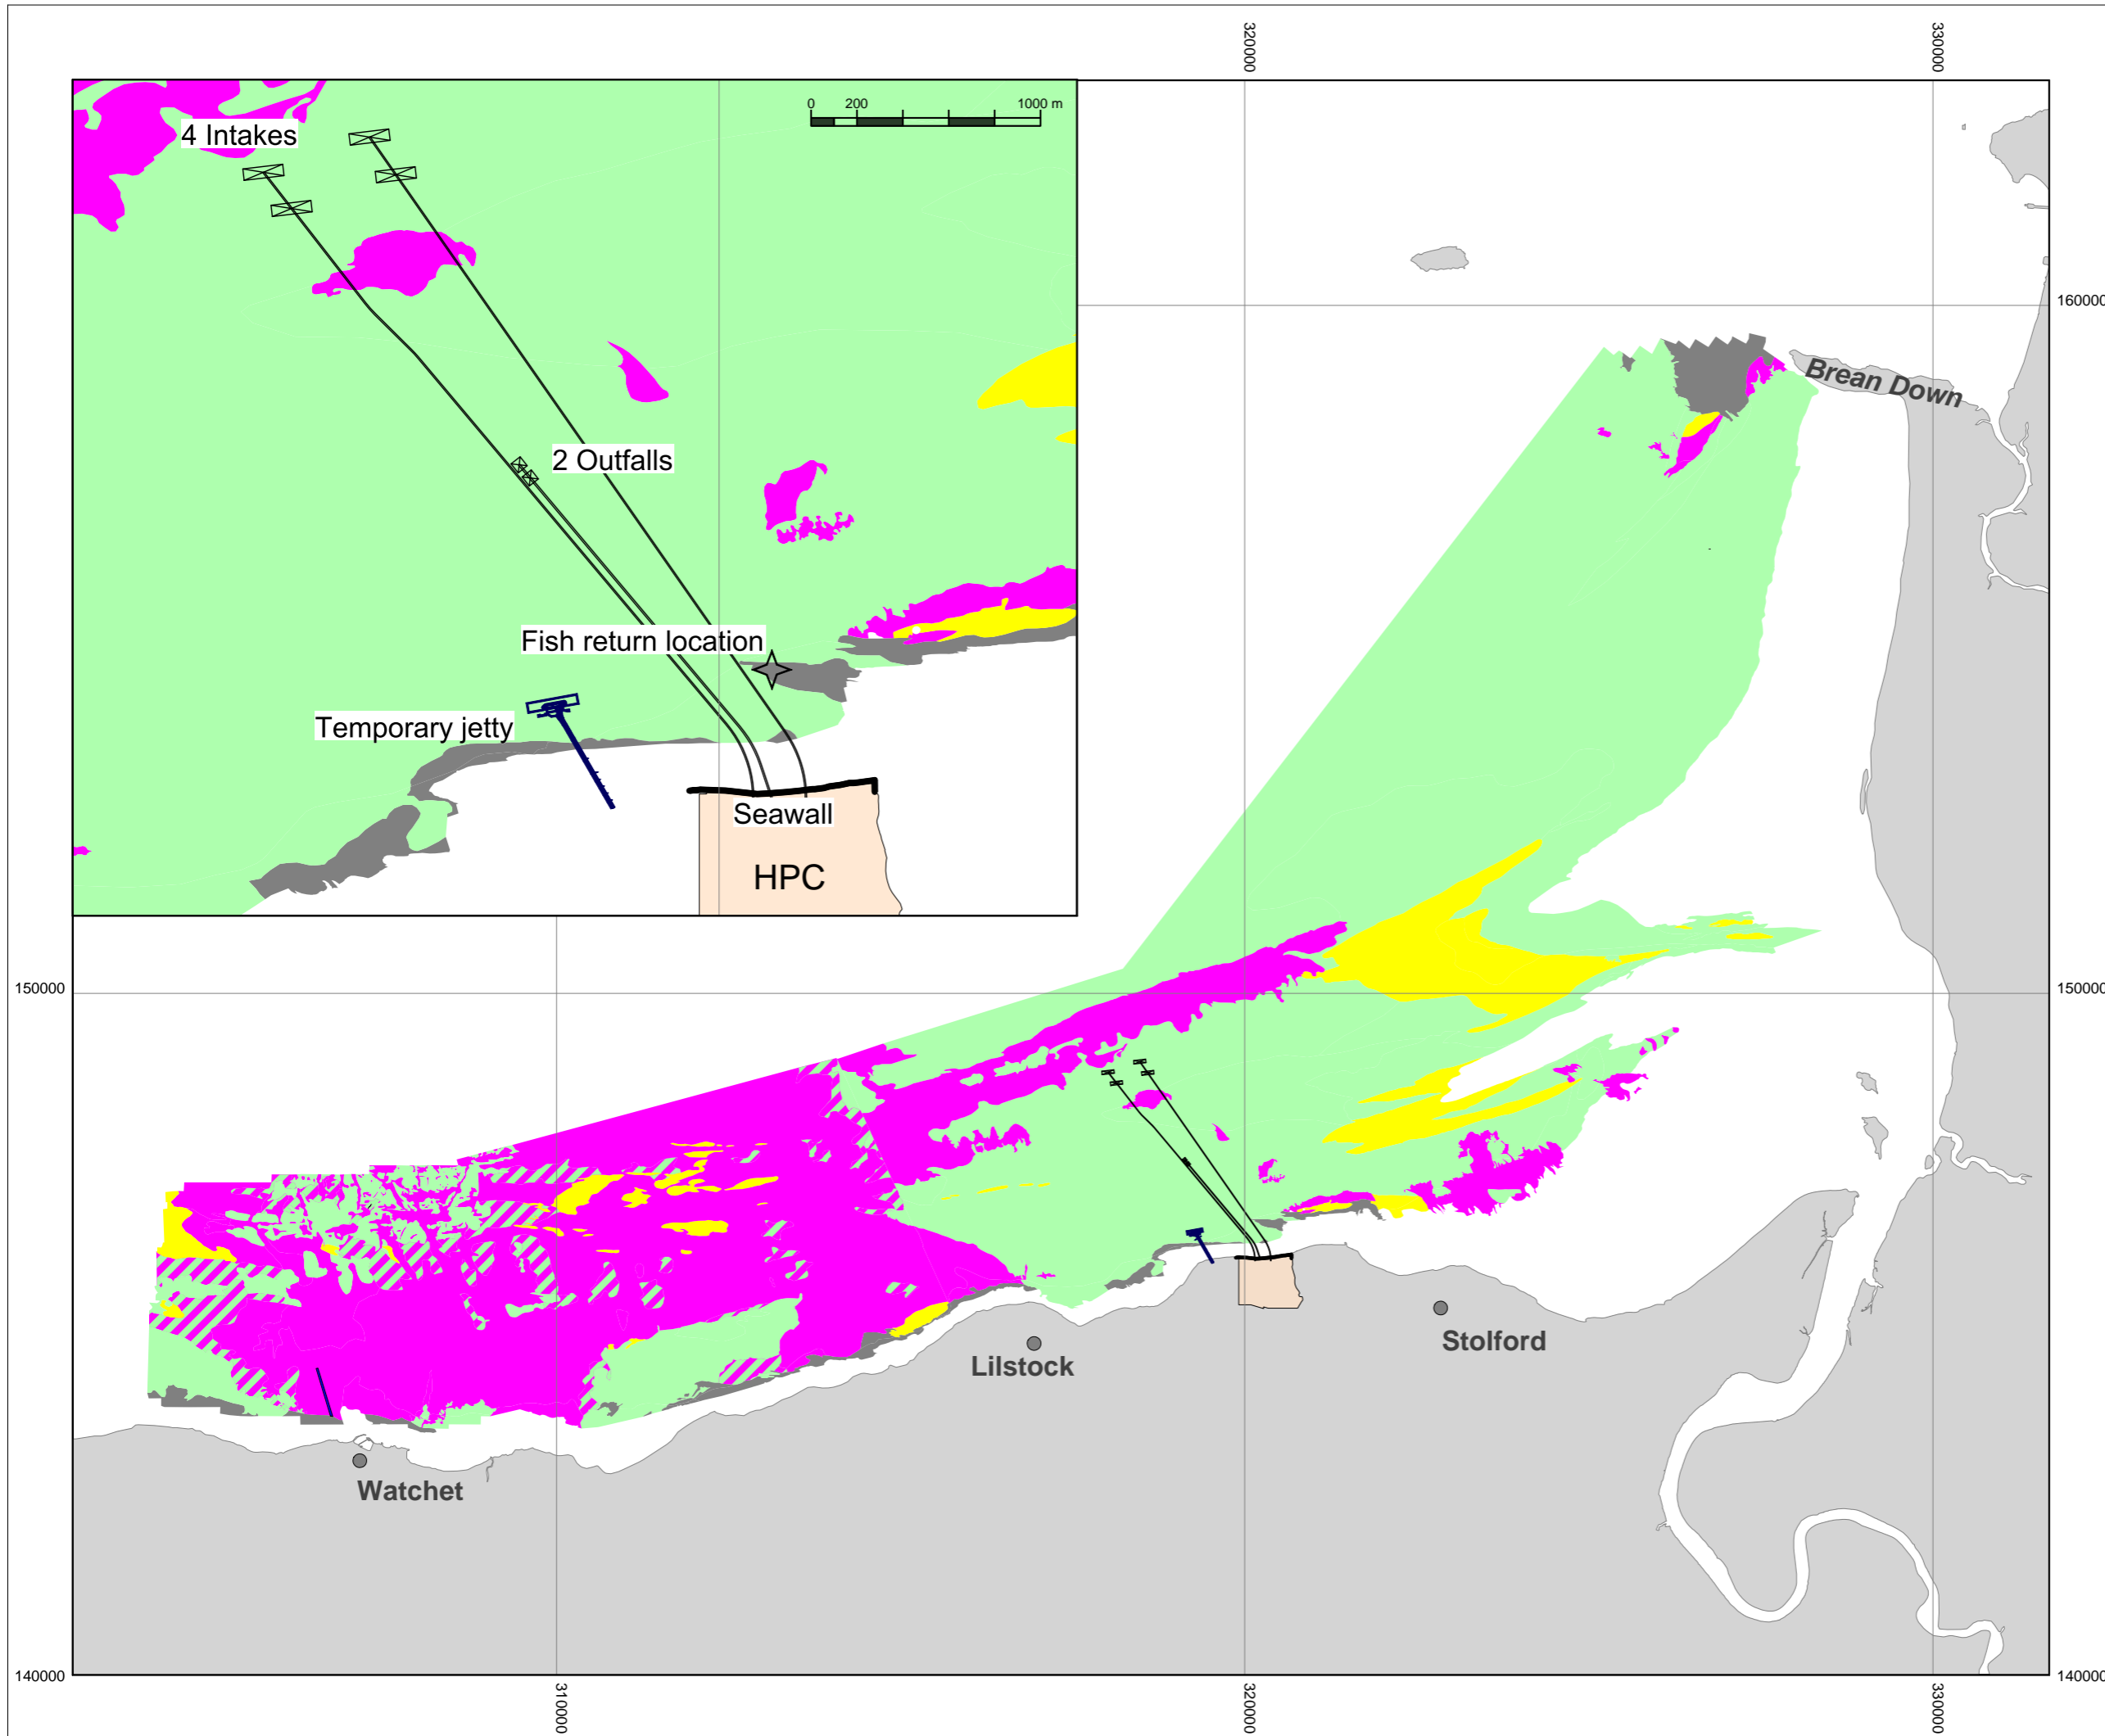 320000
330000
0 200 1000 m
4 Intakes
160000
Brean Down
2 Outfalls
Fish return location
Temporary jetty
Seawall
HPC
150000
150000
Stolford
Lilstock
Watchet
140000
140000
310000
320000
330000